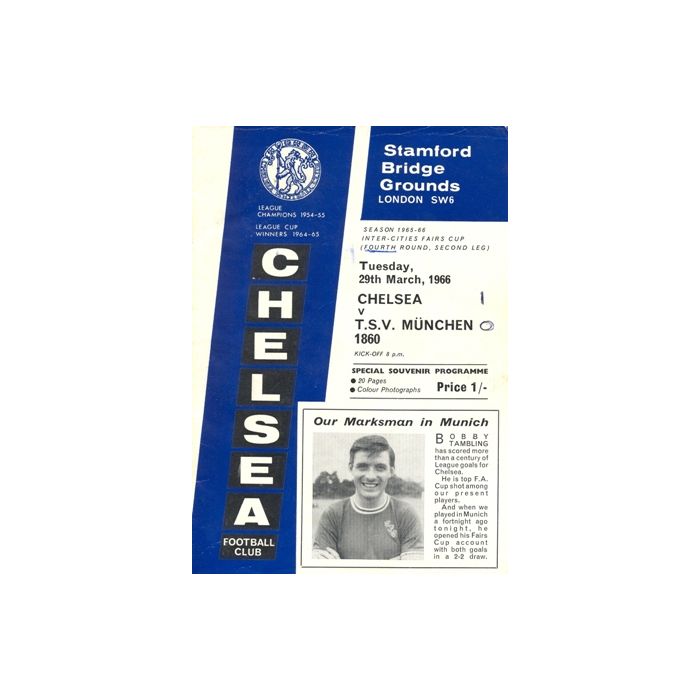 Stamford
Bridge
Grounds
LONDON SW6
LEAGUE
CHAMPIONS 1954-55
LEAGUE CUP
WINNERS 1964-65
CHELSEA
FOOTBALL
CLUB
SEASON 1965-66
INTER-CITIES FAIRS CUP
(FOURTH ROUND, SECOND LEG)
Tuesday,
29th March, 1966
CHELSEA 1
v
T.S.V. MÜNCHEN 0
1860
KICK-OFF 8 p.m.
SPECIAL SOUVENIR PROGRAMME
● 20 Pages
● Colour Photographs
Price 1/-
Our Marksman in Munich
BOBBY
TAMBLING
has scored more
than a century of
League goals for
Chelsea.
He is top F.A.
Cup shot among
our present
players.
And when we
played in Munich
a fortnight ago
tonight, he
opened his Fairs
Cup account
with both goals
in a 2-2 draw.